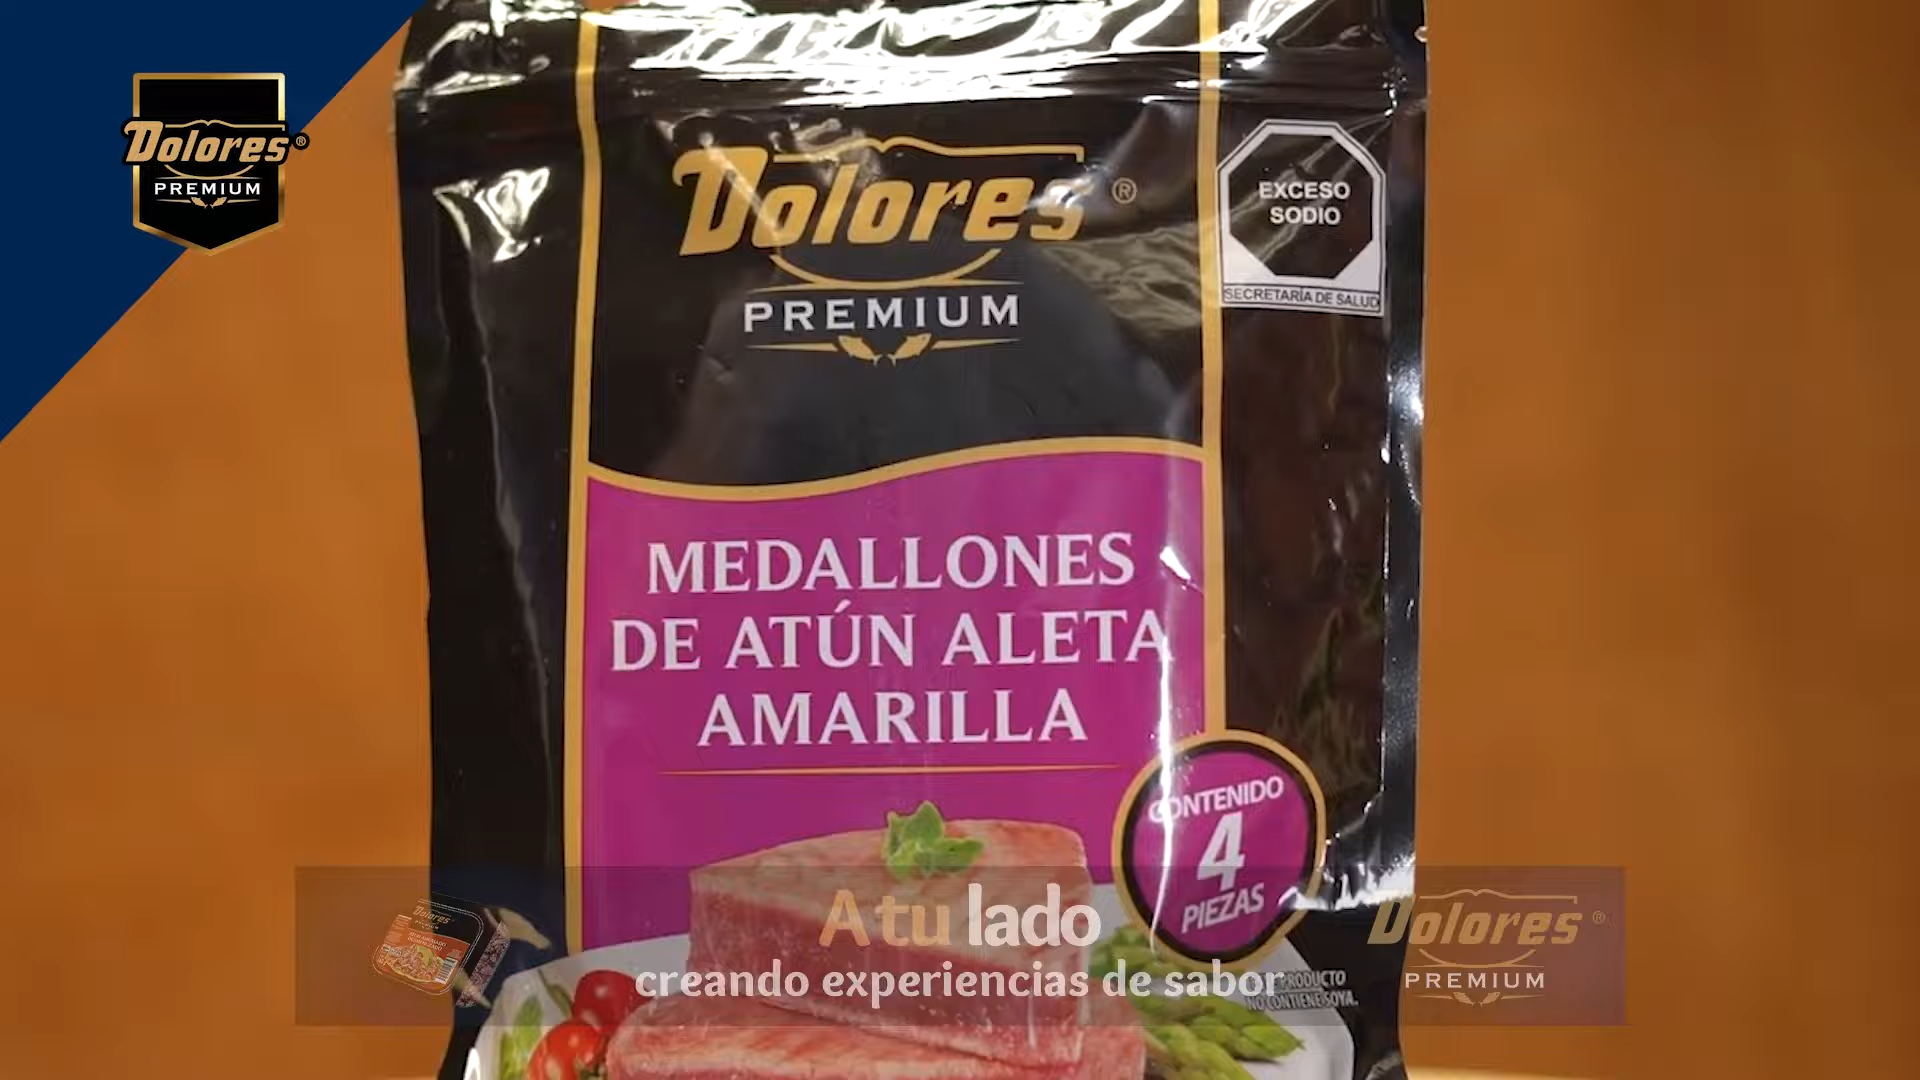 Dolores®
PREMIUM
Dolores®
PREMIUM
EXCESO
SODIO
SECRETARÍA DE SALUD
MEDALLONES
DE ATÚN ALETA
AMARILLA
CONTENIDO
4
PIEZAS
A tu lado
creando experiencias de sabor
PRODUCTO
NO CONTIENE SOYA.
Dolores®
PREMIUM
Dolores